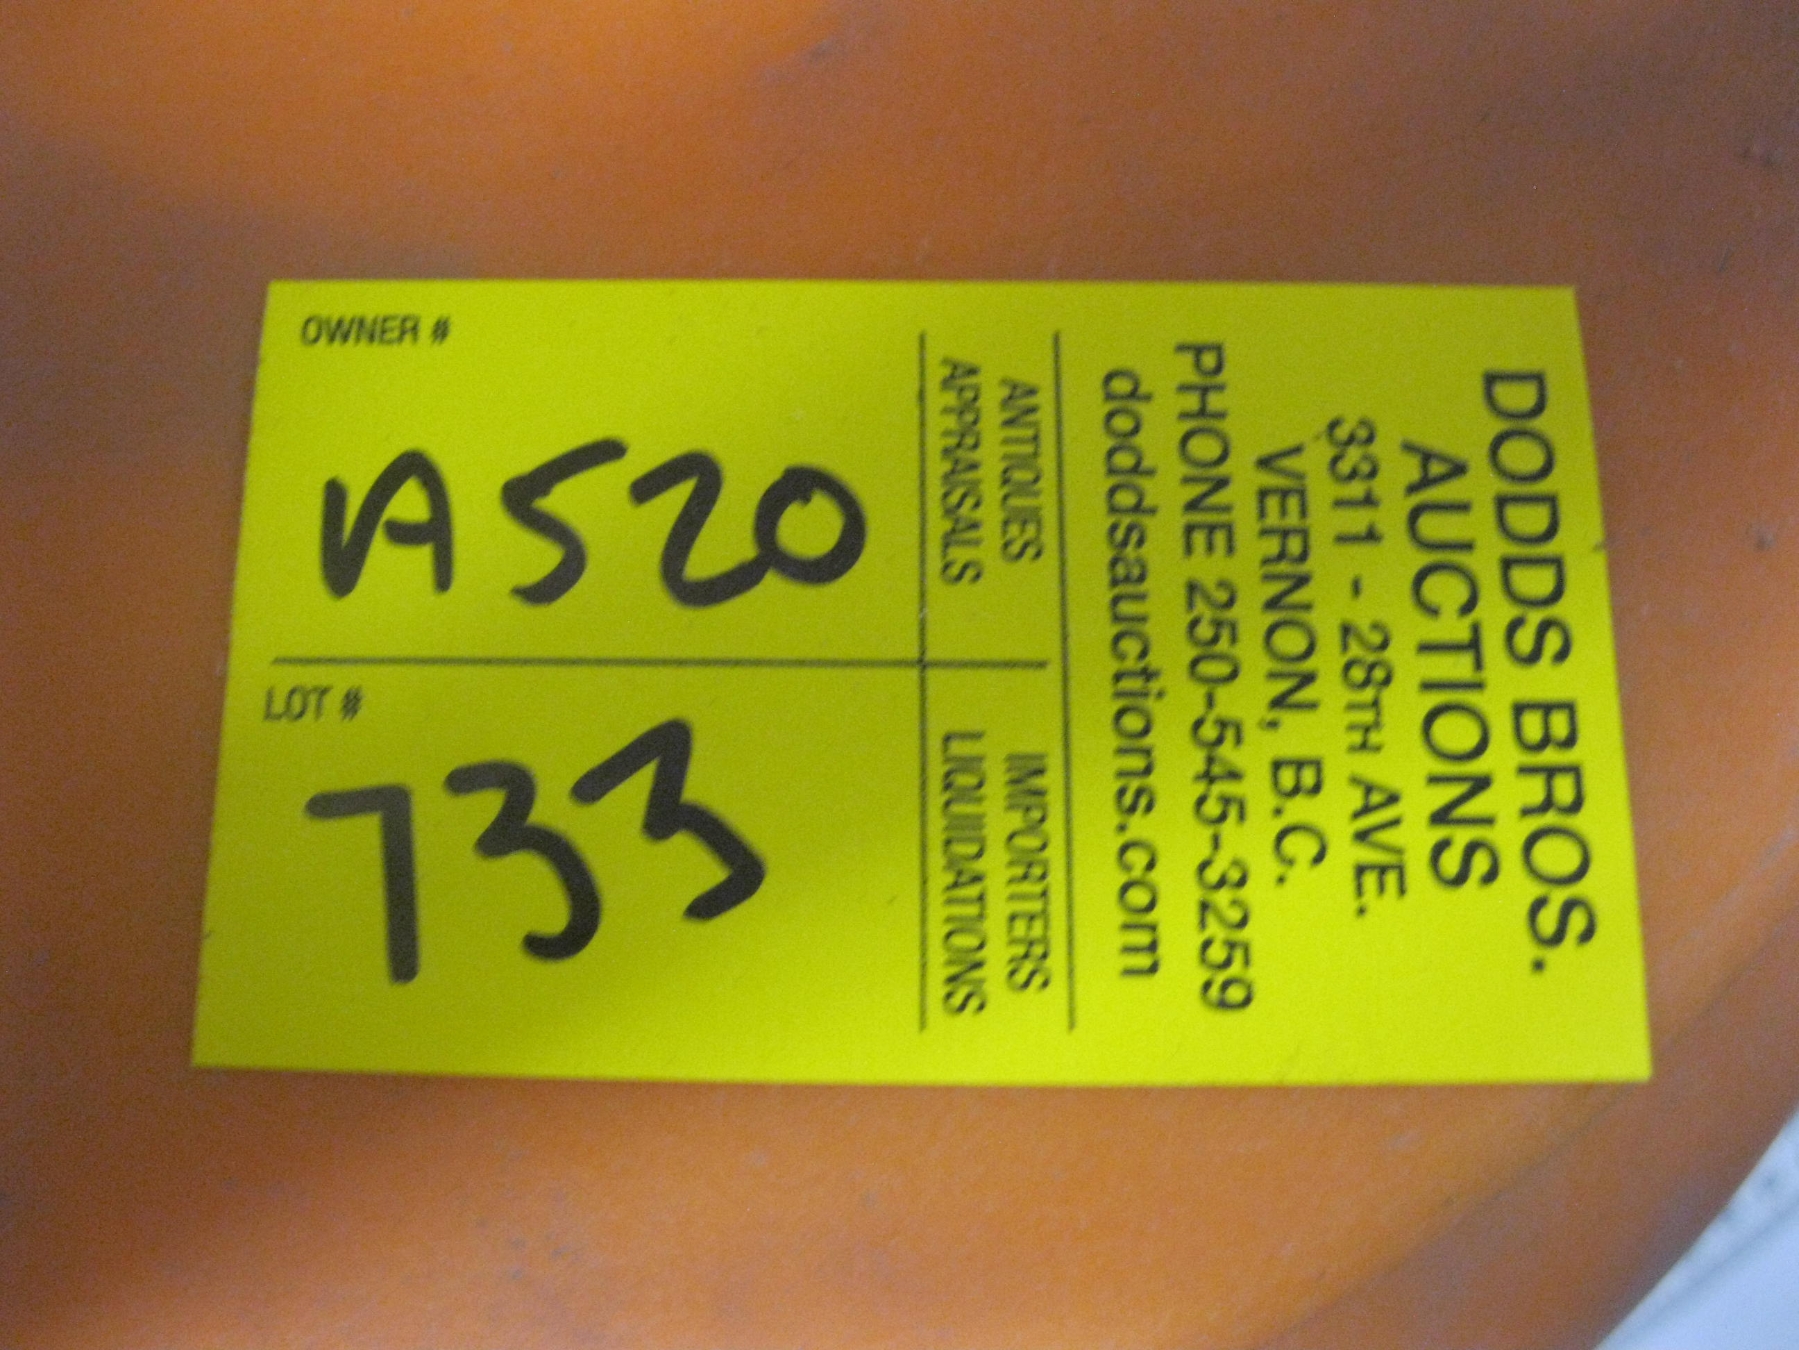 DODDS BROS.
AUCTIONS
3311 - 28TH AVE.
VERNON, B.C.
PHONE 250-545-3259
doddsauctions.com
ANTIQUES
APPRAISALS
IMPORTERS
LIQUIDATIONS
OWNER #
A520
LOT #
733